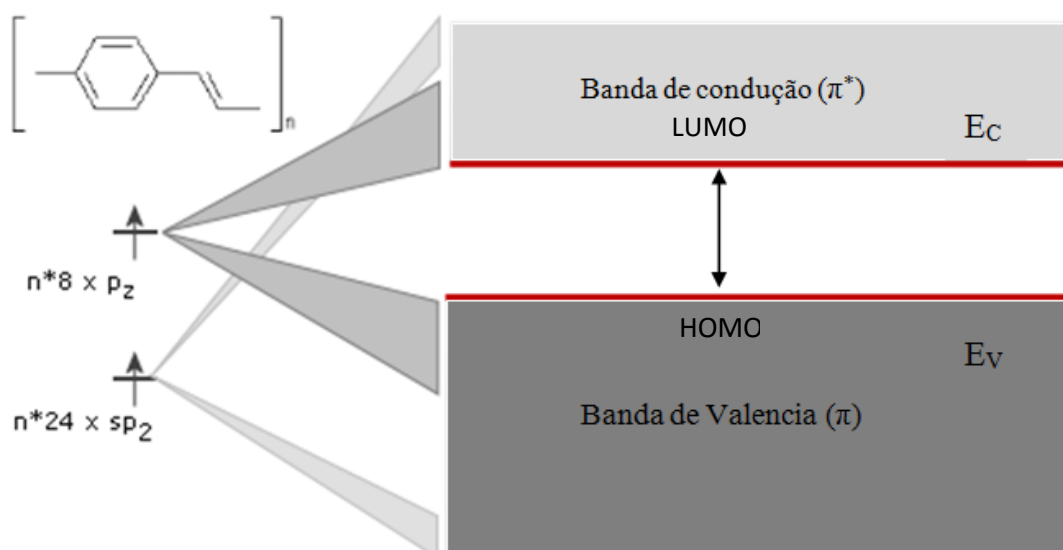 n
Banda de condução (π*)
LUMO
EC
n*8 x pz
HOMO
EV
n*24 x sp2
Banda de Valencia (π)